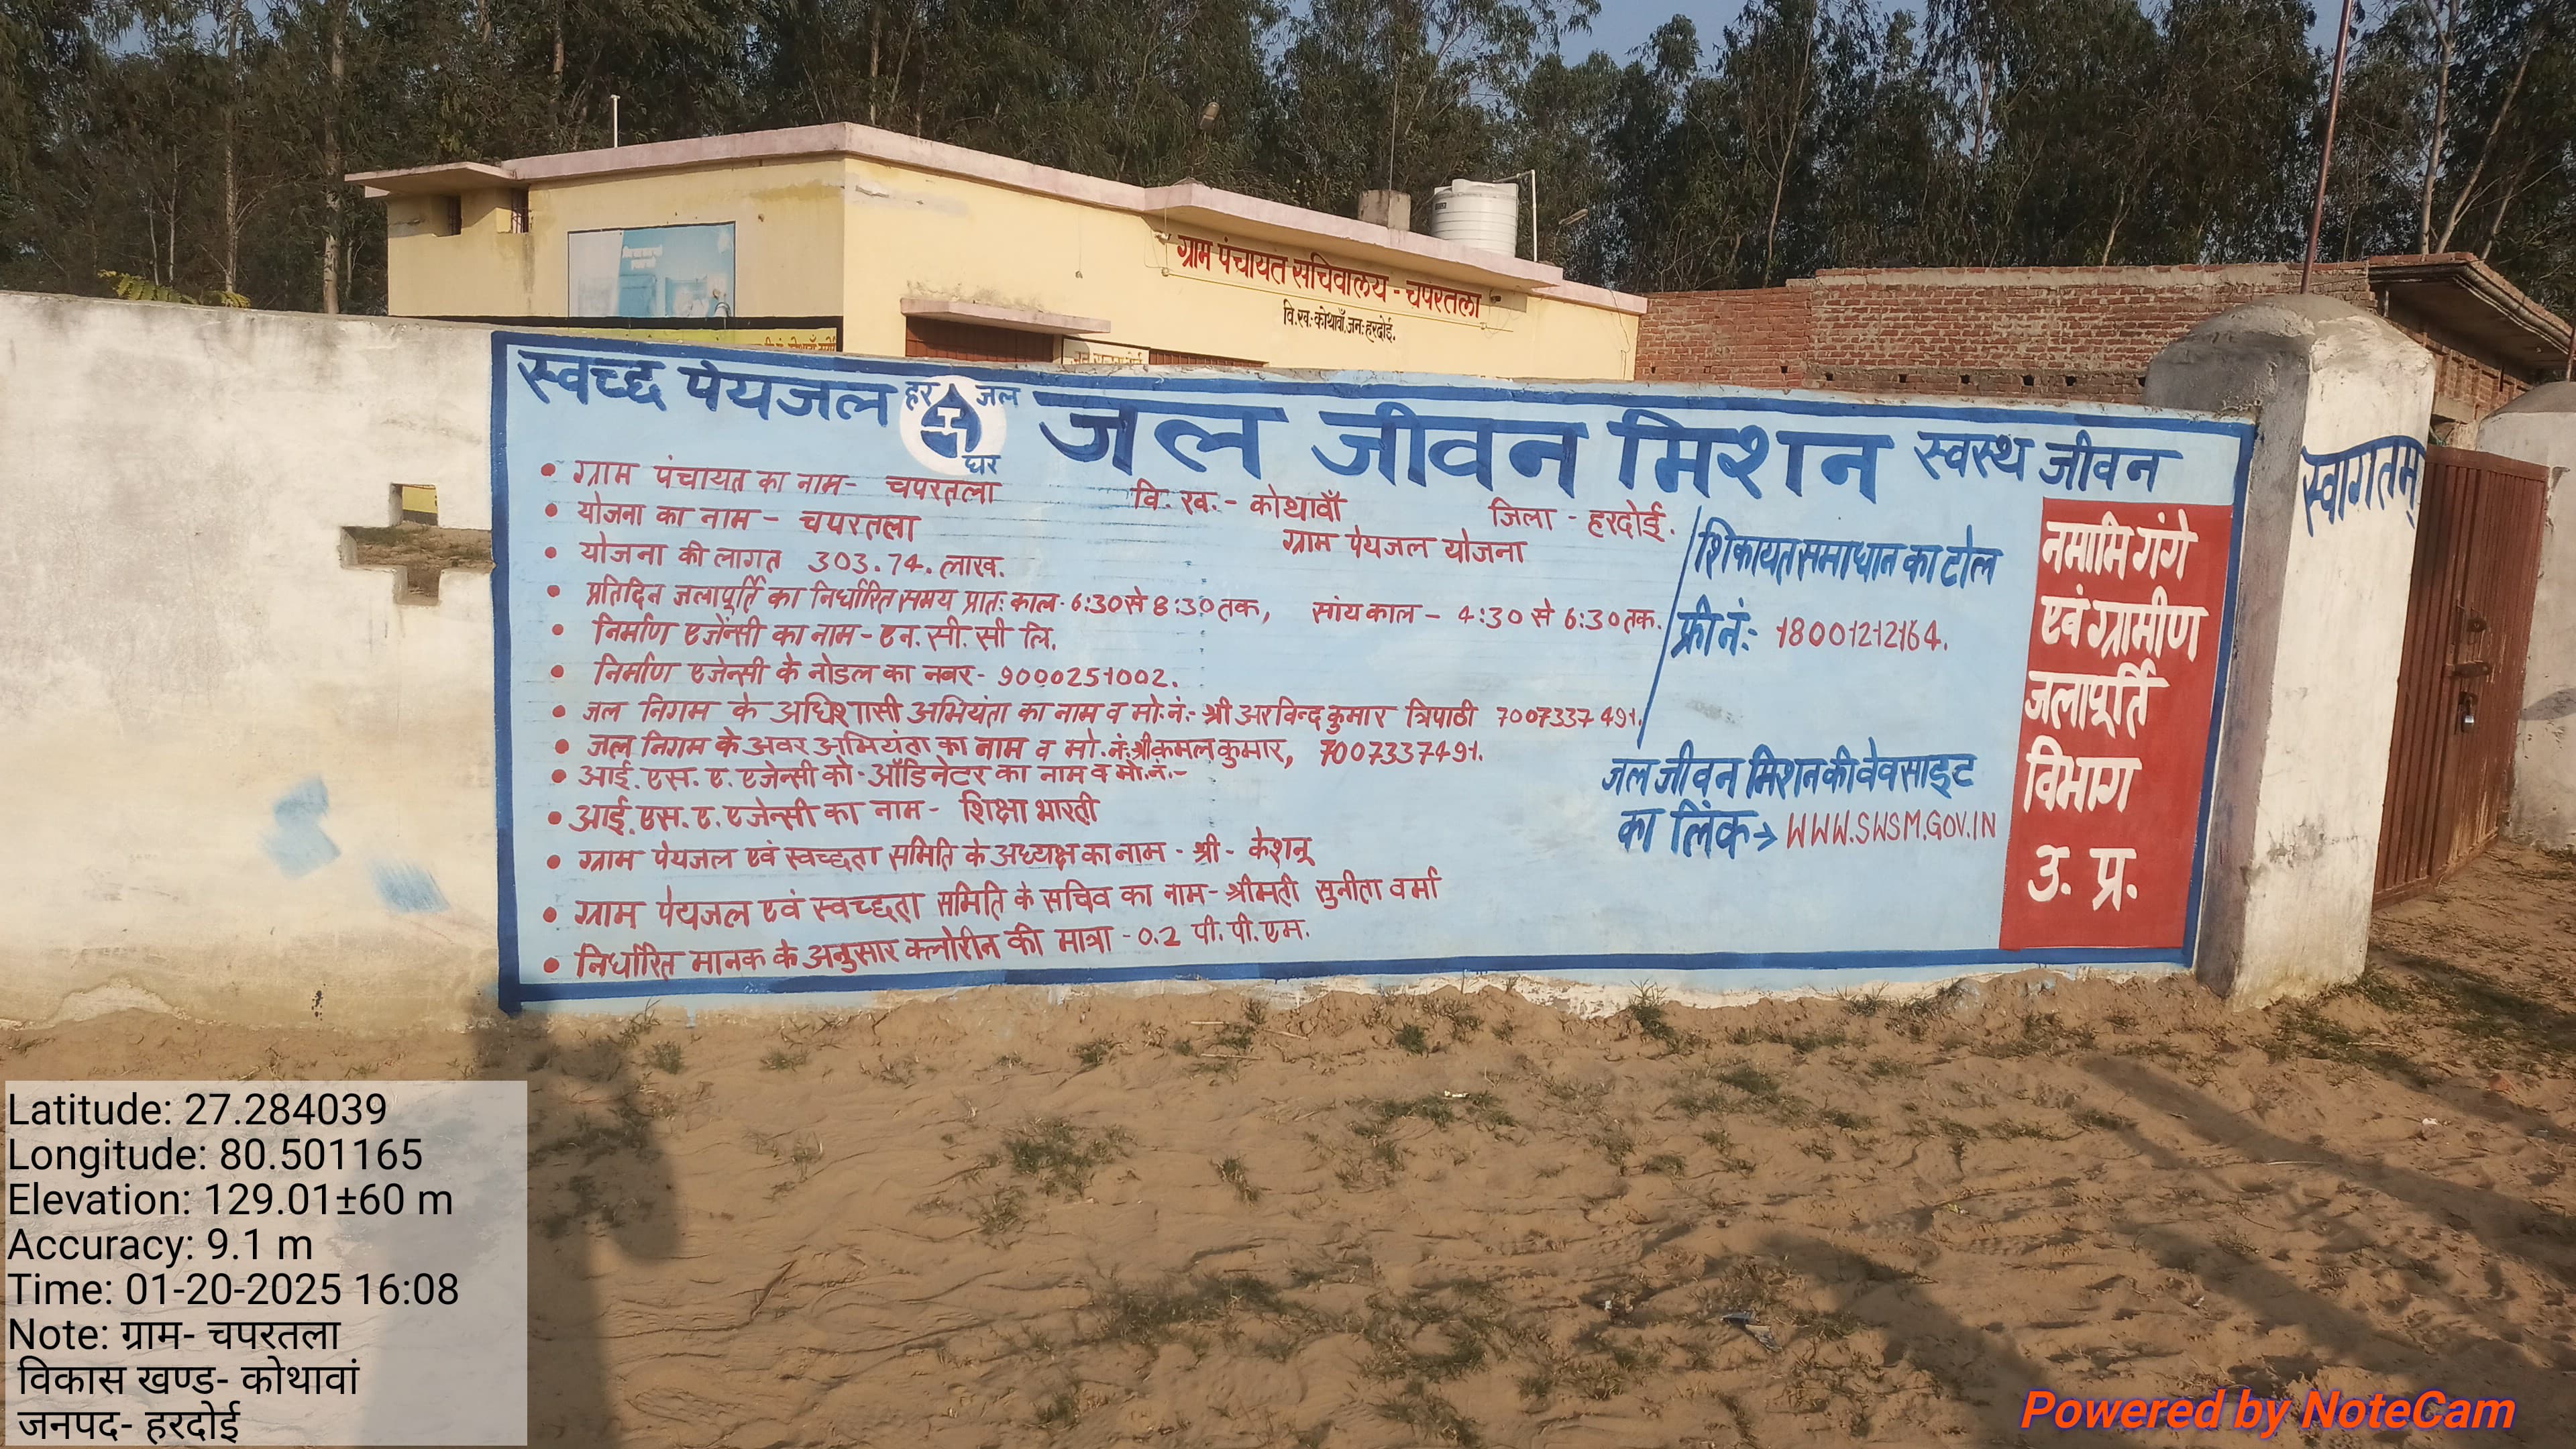 ग्राम पंचायत सचिवालय - चपरतला
वि.ख.-कोथावाँ, जन.-हरदोई.
स्वच्छ पेयजल
हर जल
घर
जल जीवन मिशन
स्वस्थ जीवन
स्वागतम्
• ग्राम पंचायत का नाम- चपरतला वि. ख.- कोथावाँ जिला - हरदोई.
• योजना का नाम - चपरतला ग्राम पेयजल योजना
• योजना की लागत 303.74. लाख.
• प्रतिदिन जलापूर्ति का निर्धारित समय प्रातः काल- 6:30 से 8:30 तक, सांय काल - 4:30 से 6:30 तक.
• निर्माण एजेंसी का नाम- एन. सी. सी लि.
• निर्माण एजेन्सी के नोडल का नबर- 9000251002.
• जल निगम के अधिशासी अभियंता का नाम व मो.नं:- श्री अरविन्द कुमार त्रिपाठी 7007337491.
• जल निगम के अवर अभियंता का नाम व मो.नं:श्री कमल कुमार, 7007337491.
• आई. एस. ए. एजेन्सी को-ऑडिनेटर का नाम व मो.नं.-
• आई. एस. ए. एजेन्सी का नाम - शिक्षा भारती
• ग्राम पेयजल एवं स्वच्छता समिति के अध्यक्ष का नाम - श्री - केशनू
• ग्राम पेयजल एवं स्वच्छता समिति के सचिव का नाम- श्रीमती सुनीता वर्मा
• निर्धारित मानक के अनुसार क्लोरीन की मात्रा - 0.2 पी. पी. एम.
शिकायत समाधान का टोल
फ्री नं:- 18001212164.
जल जीवन मिशन की वेवसाइट
का लिंक→ WWW.SWSM.GOV.IN
नमामि गंगे
एवं ग्रामीण
जलापूर्ति
विभाग
उ. प्र.
Latitude: 27.284039
Longitude: 80.501165
Elevation: 129.01±60 m
Accuracy: 9.1 m
Time: 01-20-2025 16:08
Note: ग्राम- चपरतला
विकास खण्ड- कोथावां
जनपद- हरदोई
Powered by NoteCam